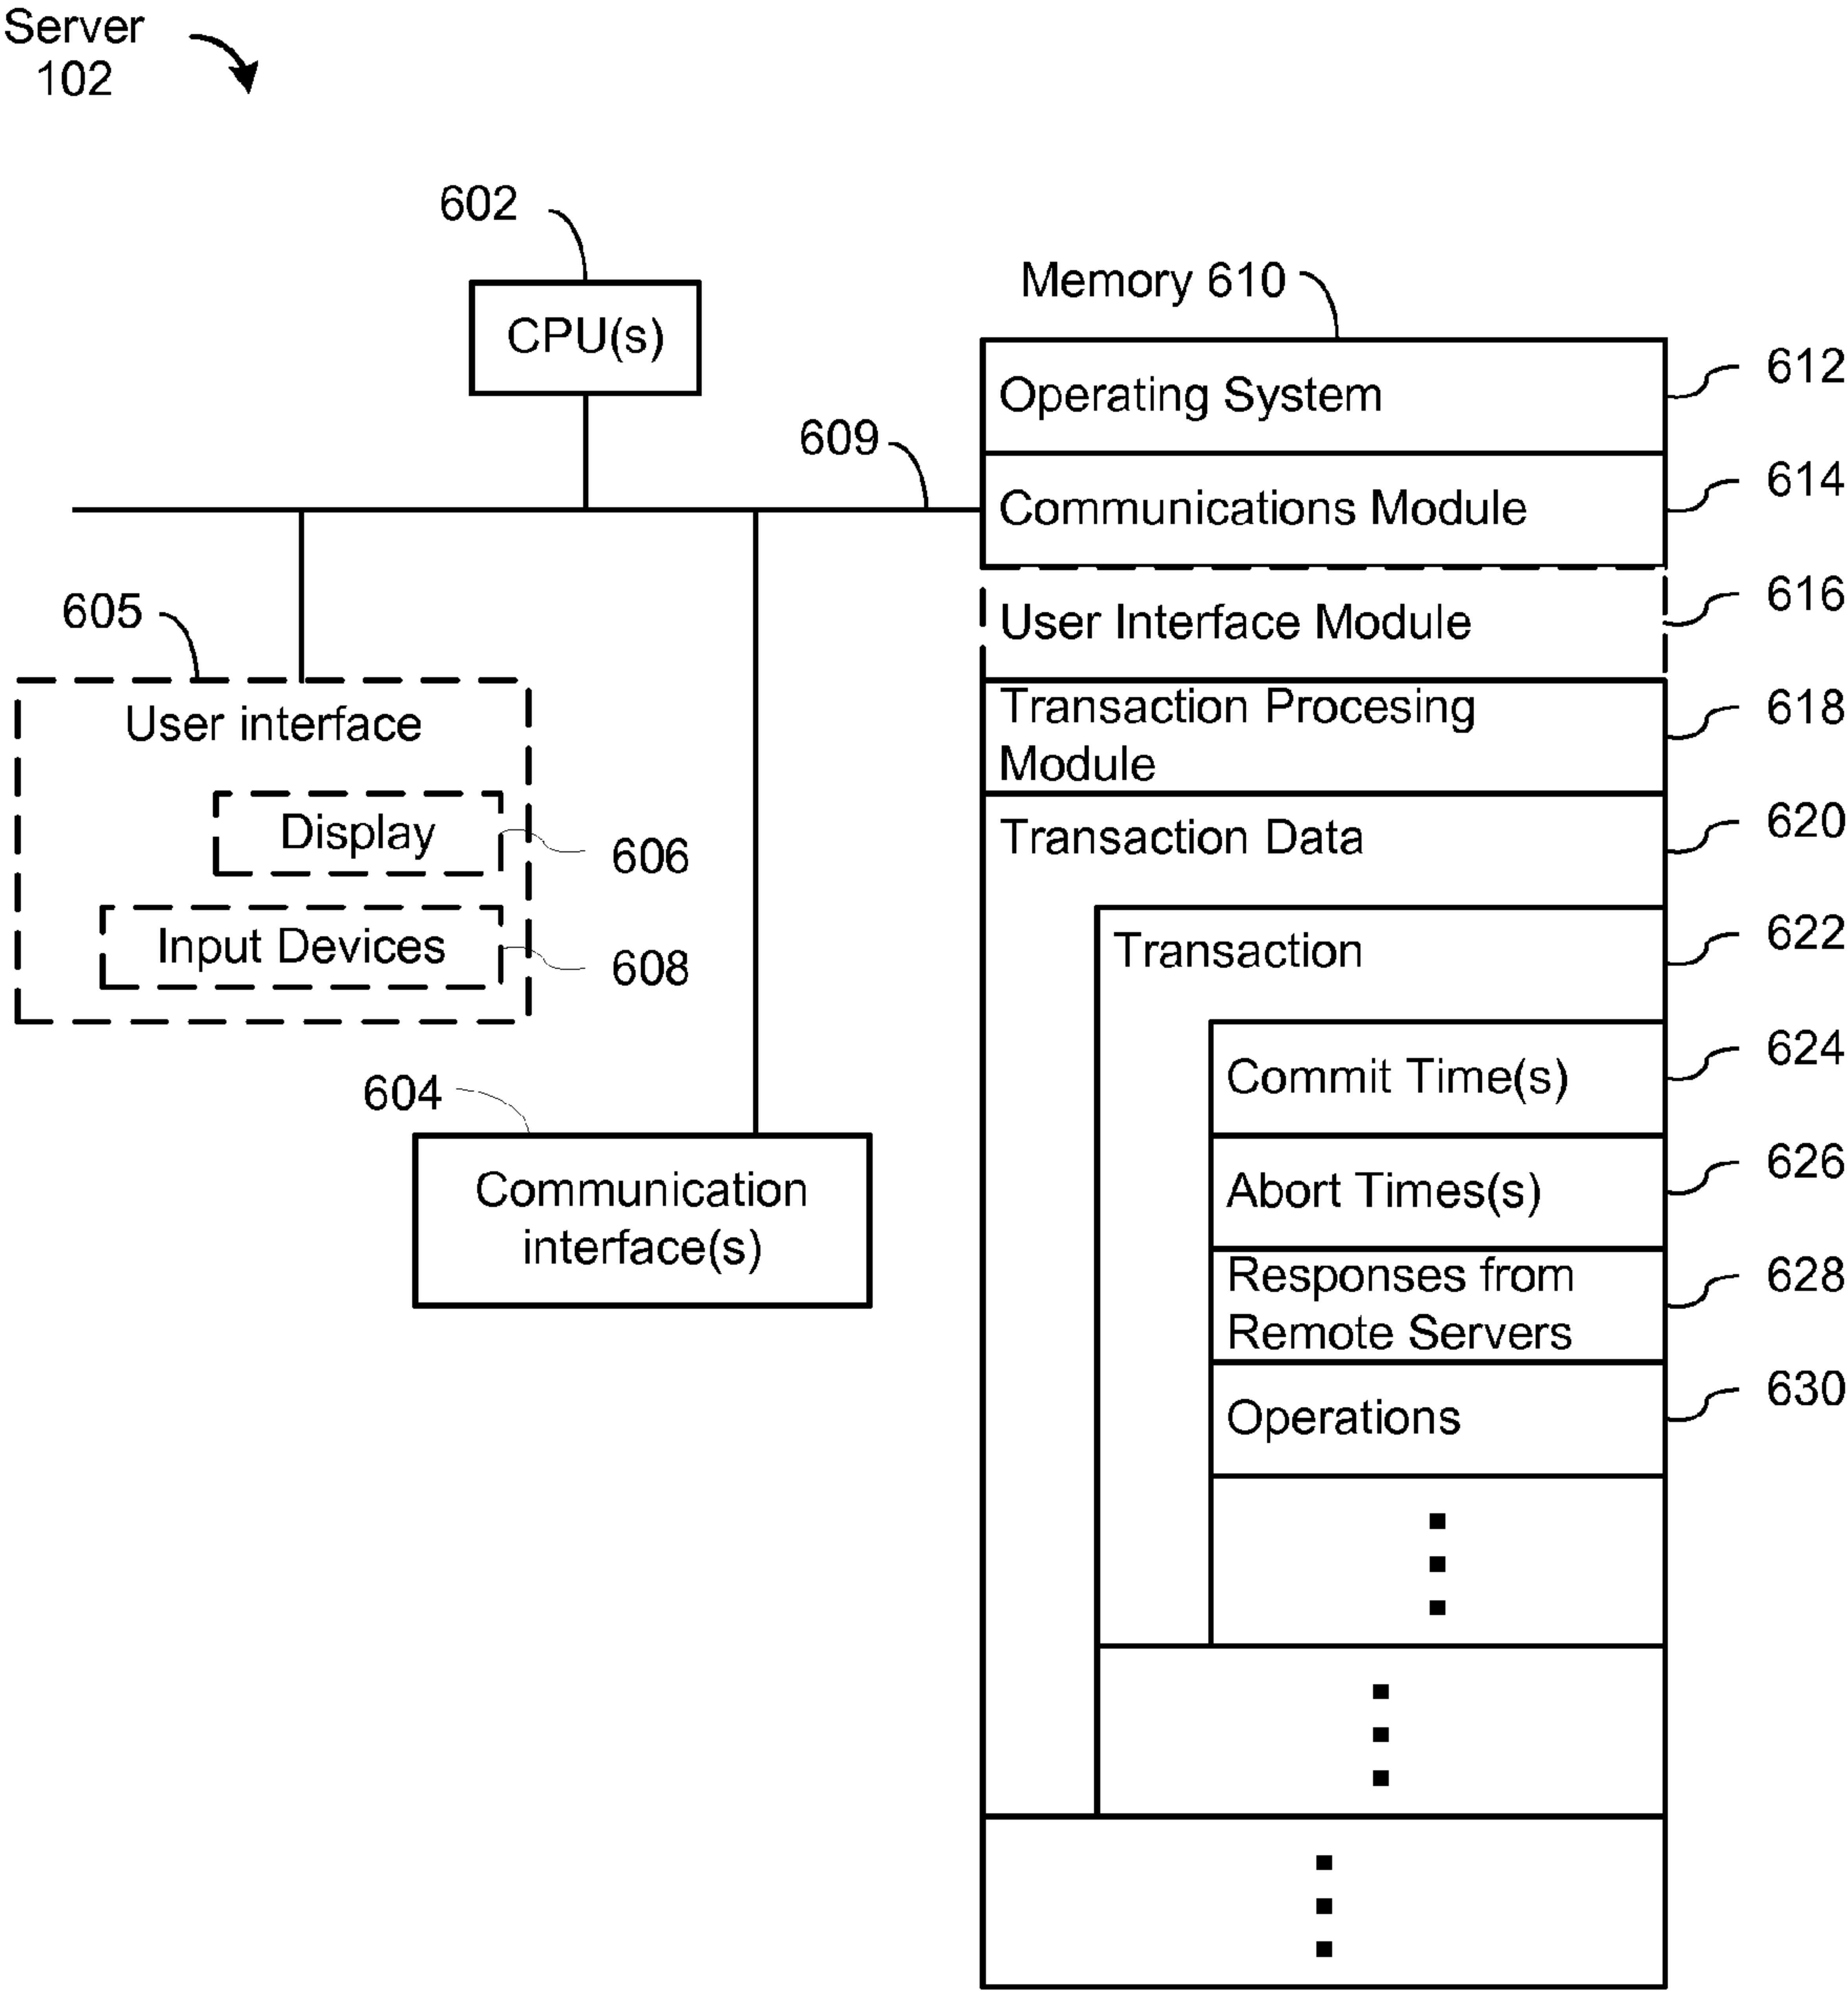 Server
102
602
CPU(s)
609
605
User interface
Display
606
Input Devices
608
604
Communication
interface(s)
Memory 610
Operating System
612
Communications Module
614
User Interface Module
616
Transaction Procesing
Module
618
Transaction Data
620
Transaction
622
Commit Time(s)
624
Abort Times(s)
626
Responses from
Remote Servers
628
Operations
630